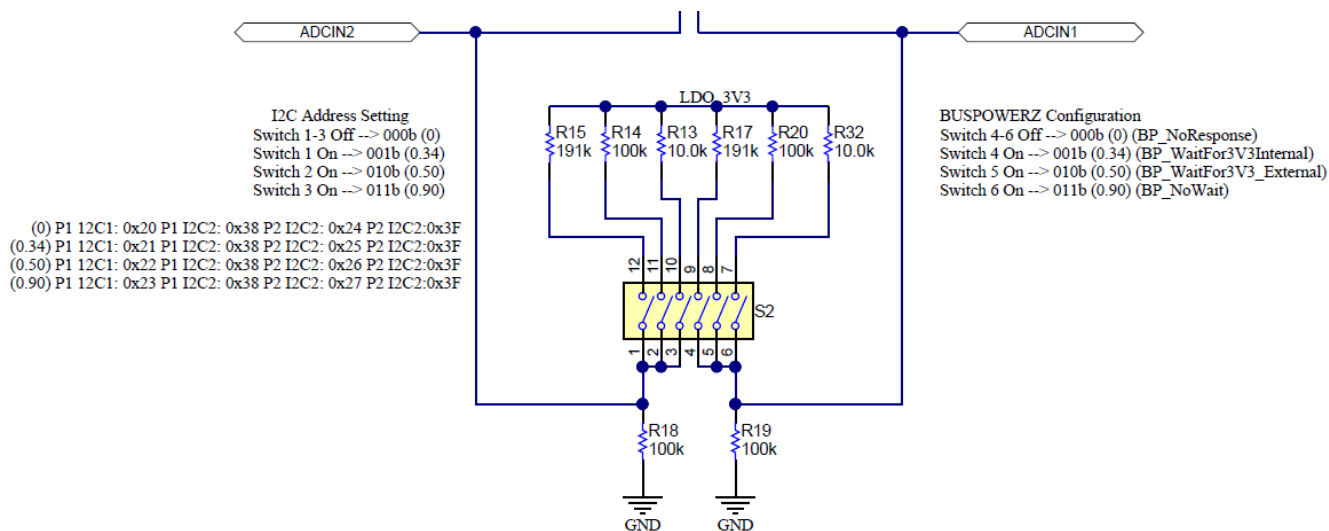 ADCIN2
ADCIN1
LDO_3V3
I2C Address Setting
Switch 1-3 Off --> 000b (0)
Switch 1 On --> 001b (0.34)
Switch 2 On --> 010b (0.50)
Switch 3 On --> 011b (0.90)
(0) P1 12C1: 0x20 P1 I2C2: 0x38 P2 I2C2: 0x24 P2 I2C2:0x3F
(0.34) P1 12C1: 0x21 P1 I2C2: 0x38 P2 I2C2: 0x25 P2 I2C2:0x3F
(0.50) P1 12C1: 0x22 P1 I2C2: 0x38 P2 I2C2: 0x26 P2 I2C2:0x3F
(0.90) P1 12C1: 0x23 P1 I2C2: 0x38 P2 I2C2: 0x27 P2 I2C2:0x3F
R15
191k
R14
100k
R13
10.0k
R17
191k
R20
100k
R32
10.0k
BUSPOWERZ Configuration
Switch 4-6 Off --> 000b (0) (BP_NoResponse)
Switch 4 On --> 001b (0.34) (BP_WaitFor3V3Internal)
Switch 5 On --> 010b (0.50) (BP_WaitFor3V3_External)
Switch 6 On --> 011b (0.90) (BP_NoWait)
12
11
10
9
8
7
S2
1
2
3
4
5
6
R18
100k
R19
100k
GND
GND